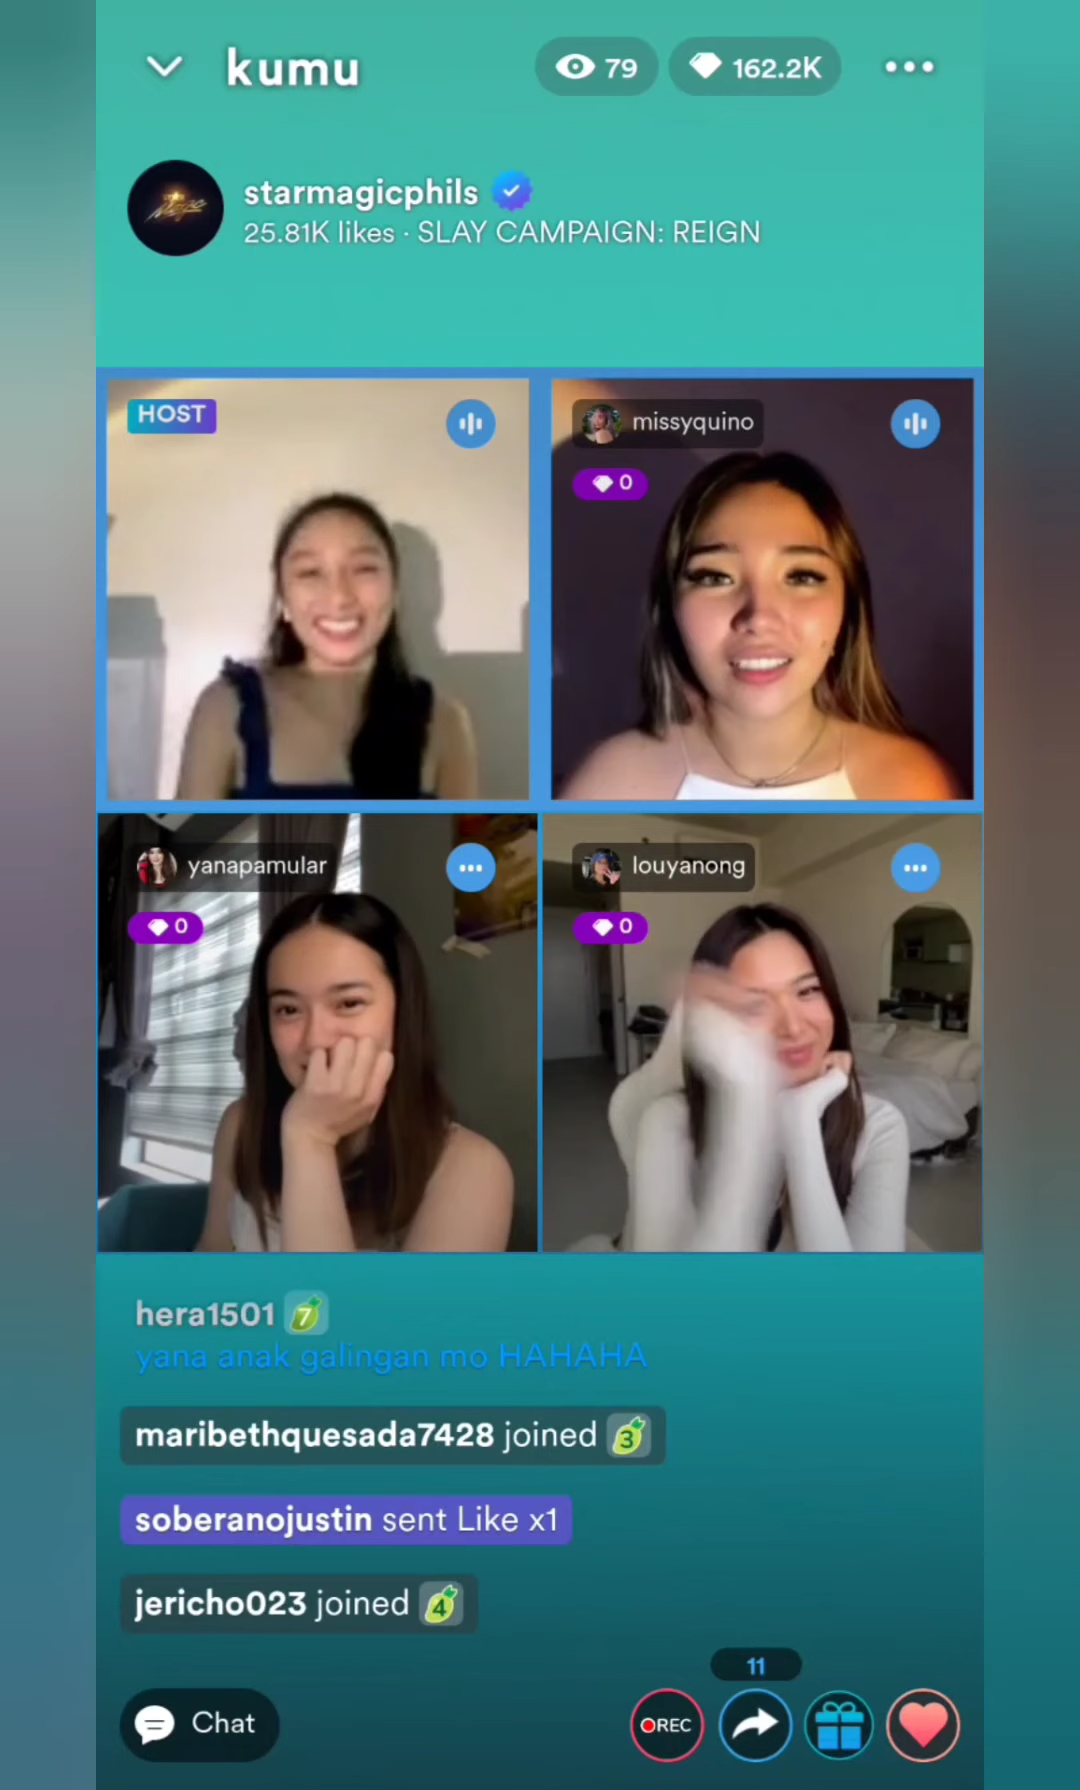 kumu
79
162.2K
starmagicphils
25.81K likes · SLAY CAMPAIGN: REIGN
HOST
missyquino
0
yanapamular
louyanong
0
0
hera1501 7
yana anak galingan mo HAHAHA
maribethquesada7428 joined 3
soberanojustin sent Like x1
jericho023 joined 4
11
Chat
REC